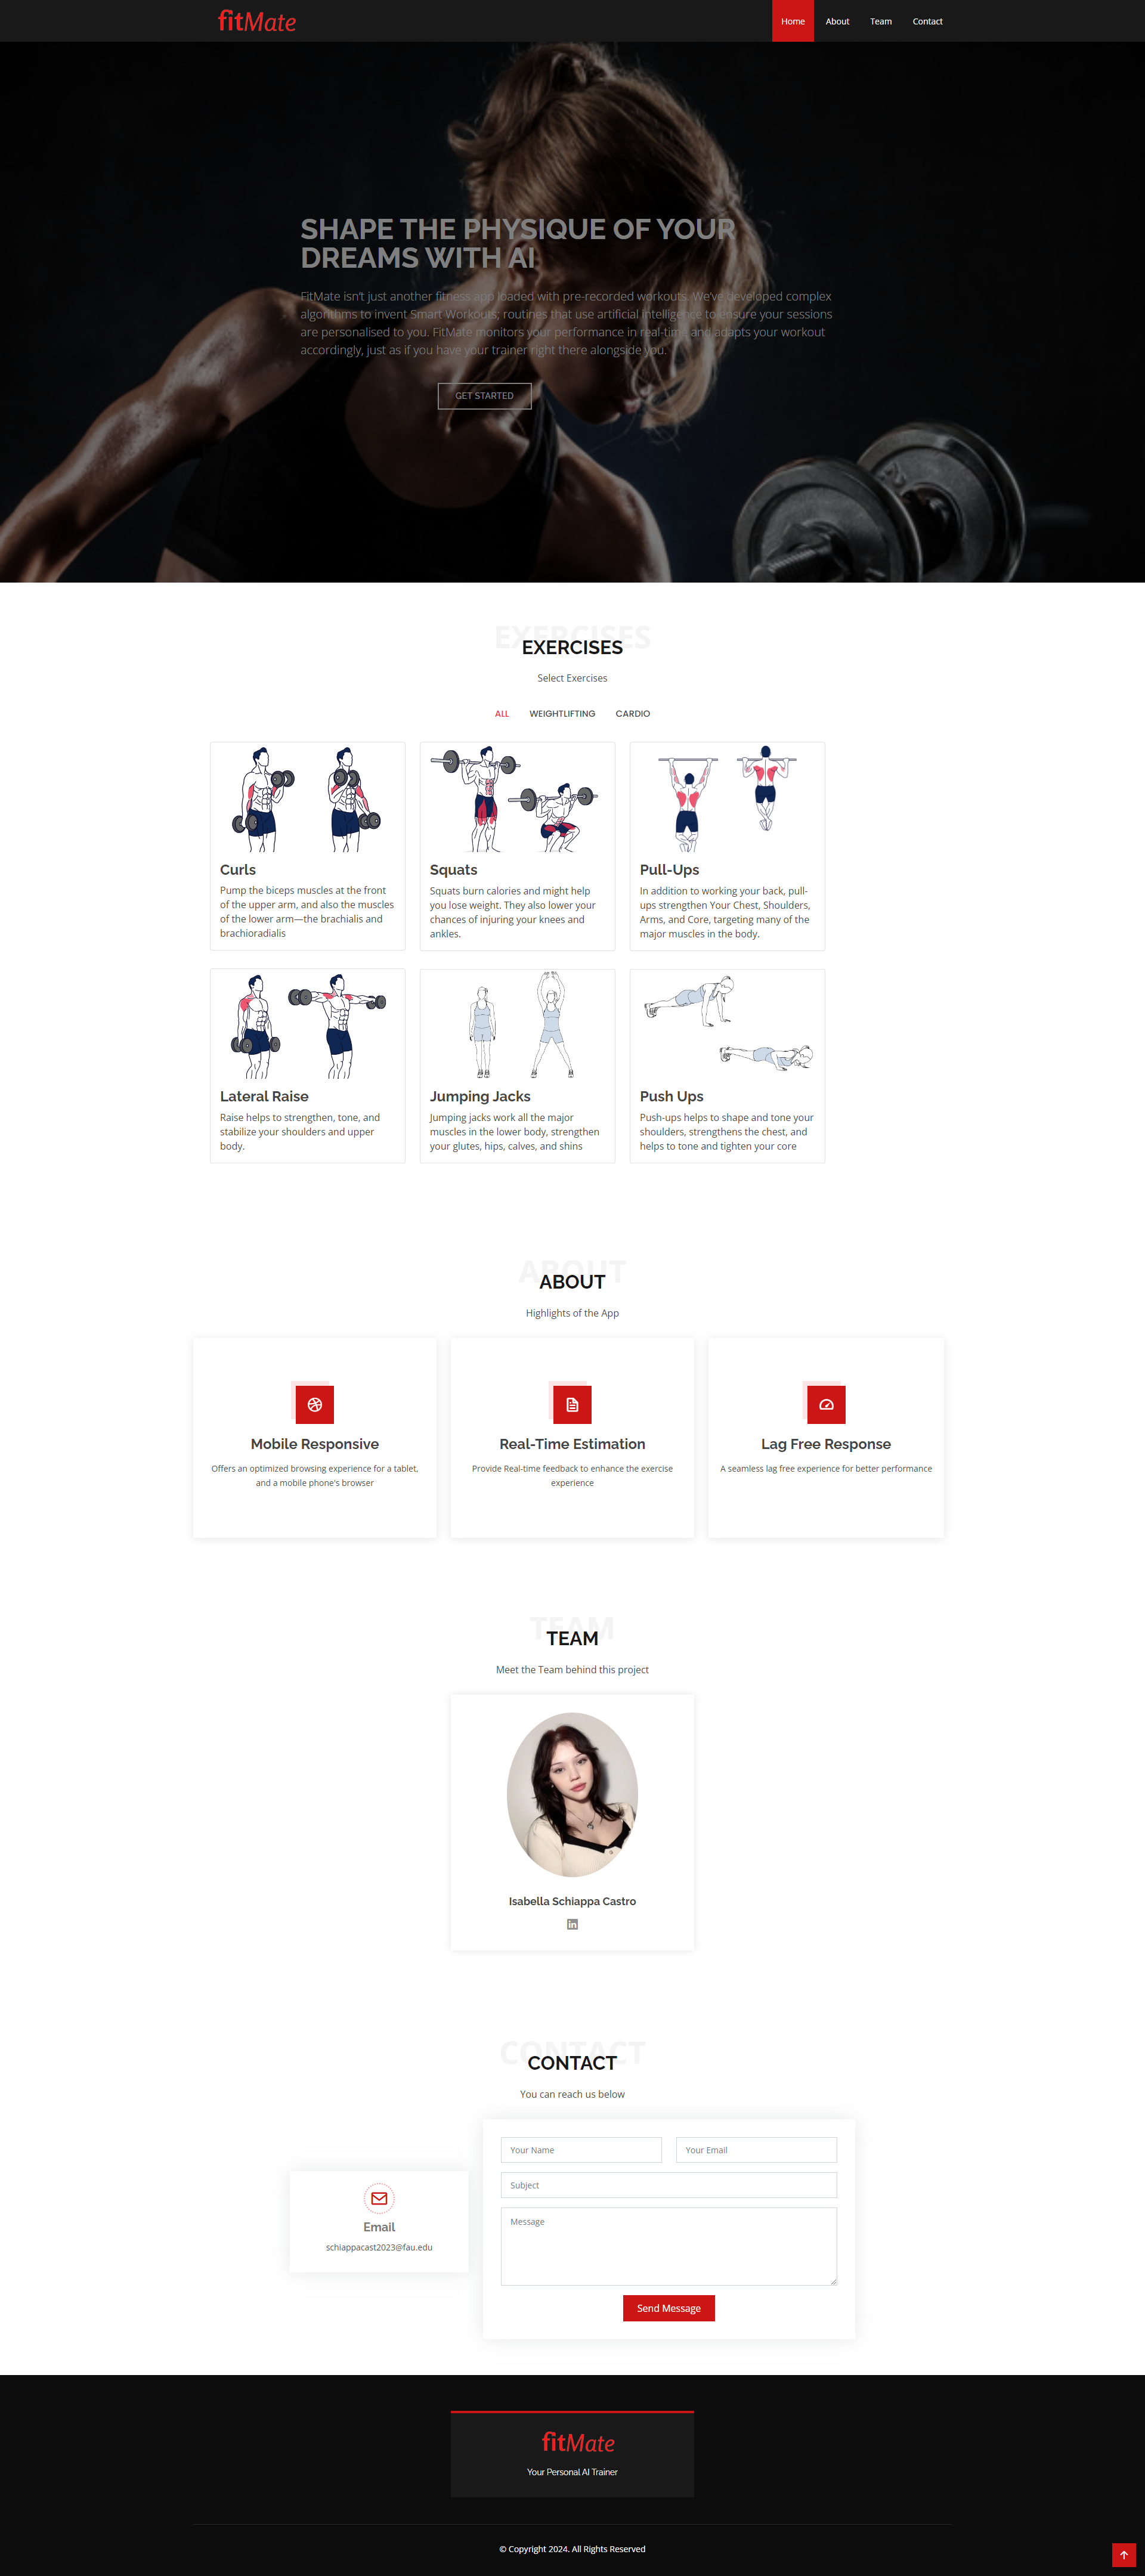 fitMate
Home About Team Contact
SHAPE THE PHYSIQUE OF YOUR
DREAMS WITH AI
FitMate isn't just another fitness app loaded with pre-recorded workouts. We've developed complex
algorithms to invent Smart Workouts; routines that use artificial intelligence to ensure your sessions
are personalised to you. FitMate monitors your performance in real-time and adapts your workout
accordingly, just as if you have your trainer right there alongside you.
GET STARTED
EXERCISES
EXERCISES
Select Exercises
ALL WEIGHTLIFTING CARDIO
Curls
Pump the biceps muscles at the front
of the upper arm, and also the muscles
of the lower arm—the brachialis and
brachioradialis
Squats
Squats burn calories and might help
you lose weight. They also lower your
chances of injuring your knees and
ankles.
Pull-Ups
In addition to working your back, pull-
ups strengthen Your Chest, Shoulders,
Arms, and Core, targeting many of the
major muscles in the body.
Lateral Raise
Raise helps to strengthen, tone, and
stabilize your shoulders and upper
body.
Jumping Jacks
Jumping jacks work all the major
muscles in the lower body, strengthen
your glutes, hips, calves, and shins
Push Ups
Push-ups helps to shape and tone your
shoulders, strengthens the chest, and
helps to tone and tighten your core
ABOUT
ABOUT
Highlights of the App
Mobile Responsive
Offers an optimized browsing experience for a tablet,
and a mobile phone's browser
Real-Time Estimation
Provide Real-time feedback to enhance the exercise
experience
Lag Free Response
A seamless lag free experience for better performance
TEAM
TEAM
Meet the Team behind this project
Isabella Schiappa Castro
in
CONTACT
CONTACT
You can reach us below
Email
schiappacast2023@fau.edu
Your Name
Your Email
Subject
Message
Send Message
fitMate
Your Personal AI Trainer
© Copyright 2024. All Rights Reserved